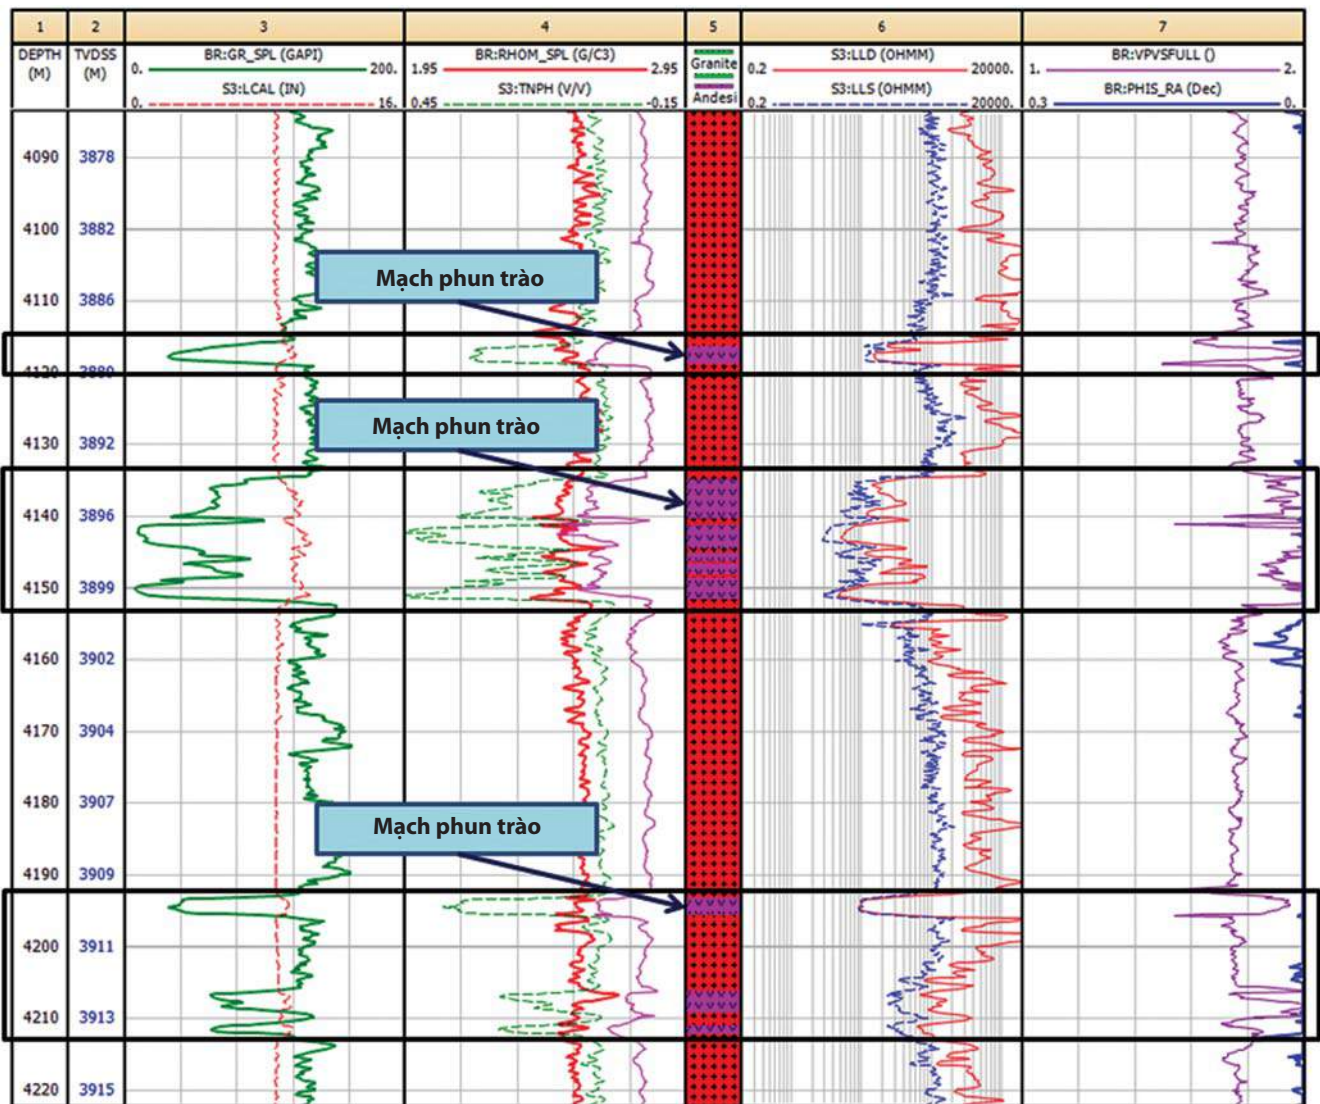 1 2 3 4 5 6 7
DEPTH (M)
TVDSS (M)
BR:GR_SPL (GAPI)
0. 200.
S3:LCAL (IN)
0. 16.
BR:RHOM_SPL (G/C3)
1.95 2.95
S3:TNPH (V/V)
0.45 -0.15
Granite
Andesi
S3:LLD (OHMM)
0.2 20000.
S3:LLS (OHMM)
0.2 20000.
BR:VPVSFULL ()
1. 2.
BR:PHIS_RA (Dec)
0.3 0.
4090 3878
4100 3882
Mạch phun trào
4110 3886
4120 3889
Mạch phun trào
4130 3892
4140 3896
4150 3899
4160 3902
4170 3904
4180 3907
Mạch phun trào
4190 3909
4200 3911
4210 3913
4220 3915